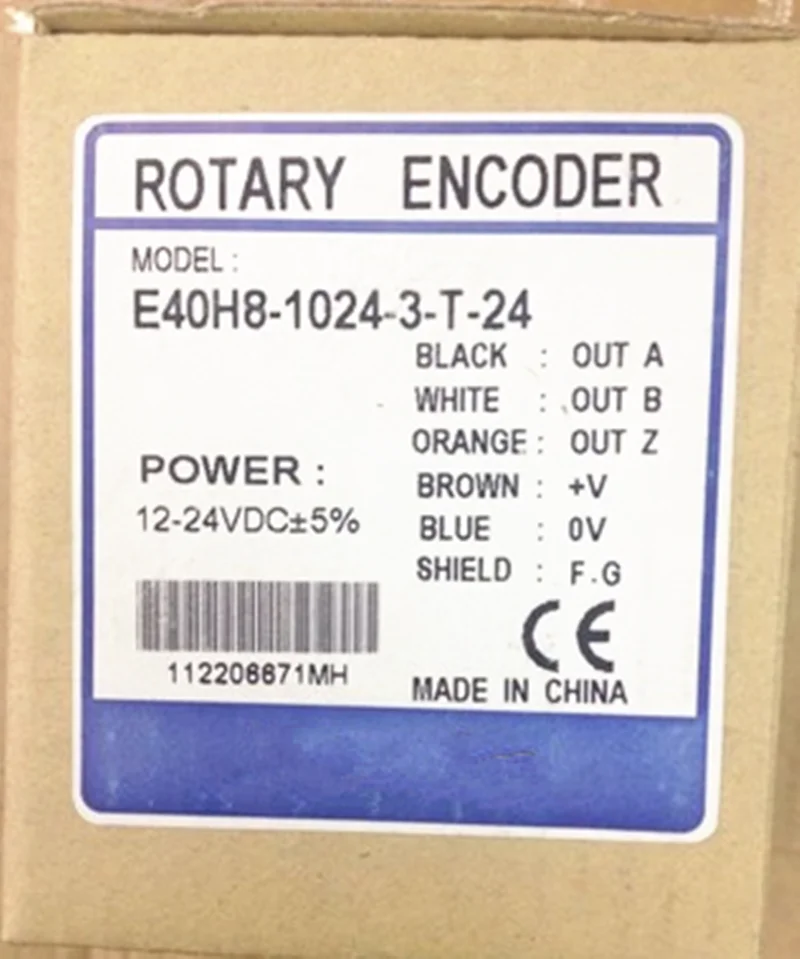 ROTARY ENCODER
MODEL :
E40H8-1024-3-T-24
BLACK : OUT A
WHITE : OUT B
ORANGE : OUT Z
POWER :
BROWN : +V
12-24VDC±5%
BLUE : 0V
SHIELD : F.G
CE
112206671MH
MADE IN CHINA